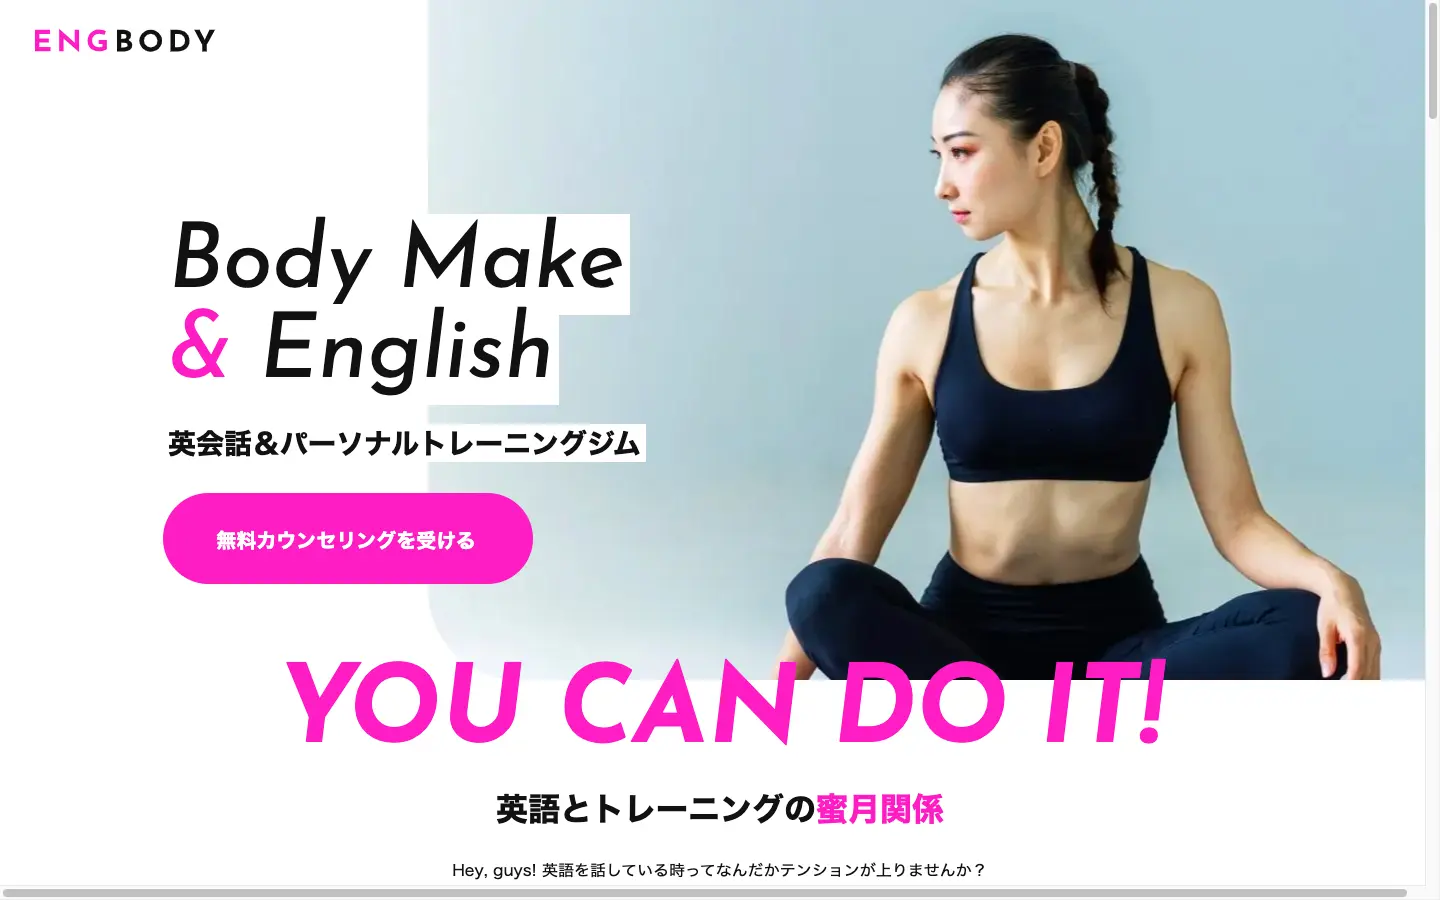 ENGBODY
Body Make
& English
英会話&パーソナルトレーニングジム
無料カウンセリングを受ける
YOU CAN DO IT!
英語とトレーニングの蜜月関係
Hey, guys! 英語を話している時ってなんだかテンションが上りませんか？